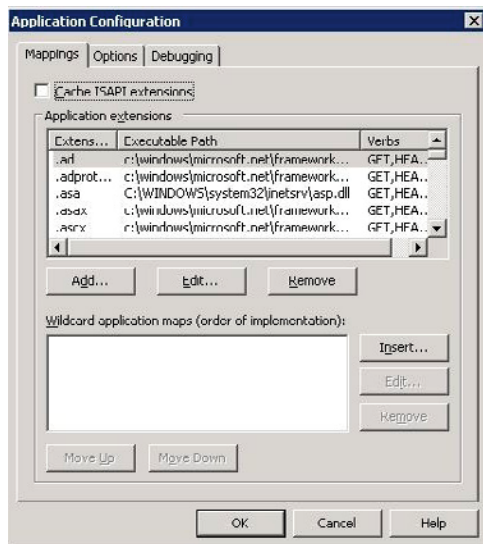 Application Configuration
Mappings Options Debugging
Cache ISAPI extensions
Application extensions
Extens... Executable Path Verbs
.ad c:\windows\microsoft.net\framework... GET,HEA...
.adprot... c:\windows\microsoft.net\framework... GET,HEA...
.asa C:\WINDOWS\system32\inetsrv\asp.dll GET,HEA...
.asax c:\windows\microsoft.net\framework... GET,HEA...
.ascx c:\windows\microsoft.net\framework... GET,HEA...
Add... Edit... Remove
Wildcard application maps (order of implementation):
Insert...
Edit...
Remove
Move Up Move Down
OK Cancel Help